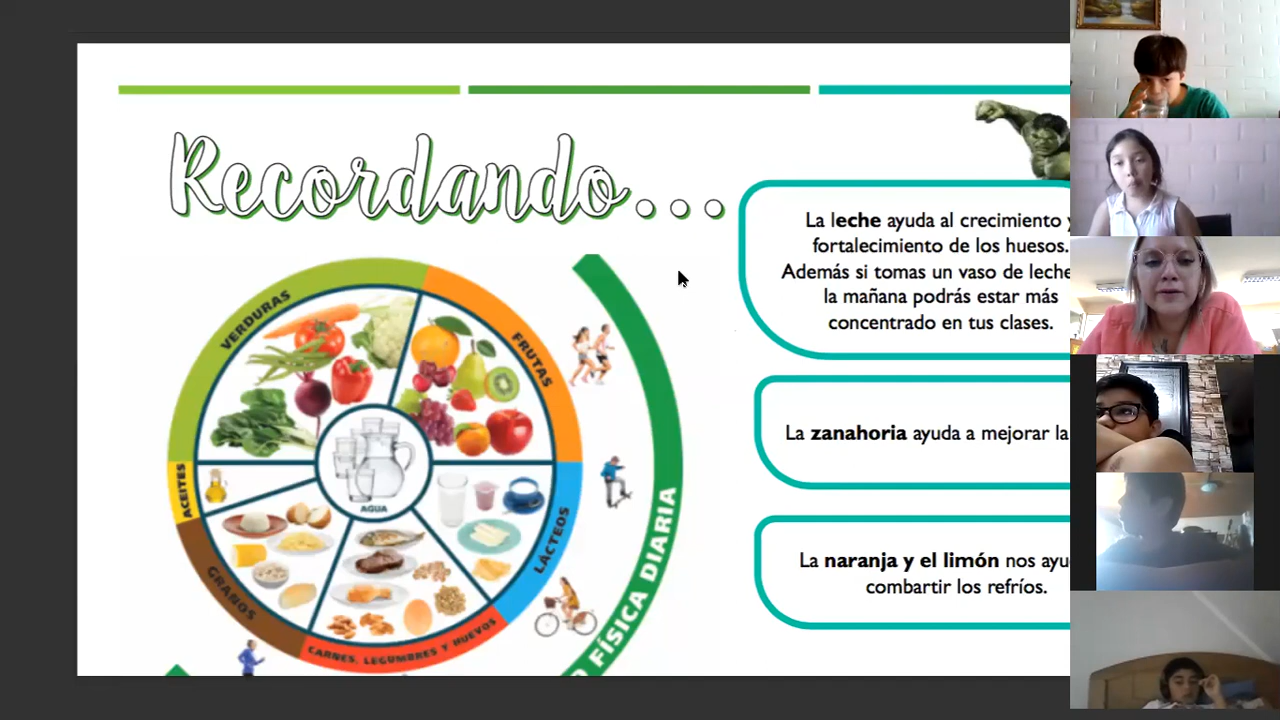 Recordando...
VERDURAS
FRUTAS
ACEITES
AGUA
LÁCTEOS
GRANOS
CARNES, LEGUMBRES Y HUEVOS
FÍSICA DIARIA
La leche ayuda al crecimiento
fortalecimiento de los huesos.
Además si tomas un vaso de leche
la mañana podrás estar más
concentrado en tus clases.
La zanahoria ayuda a mejorar la
La naranja y el limón nos
combartir los refríos.